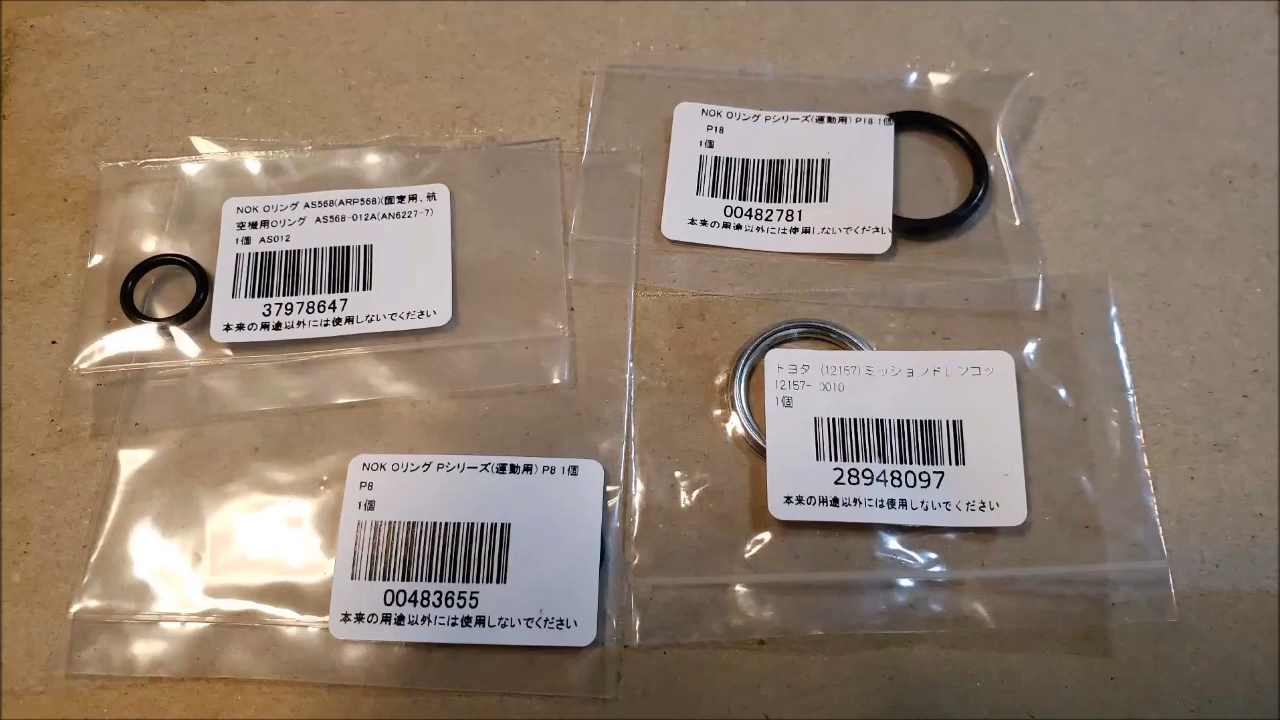 NOK Oリング AS568(ARP568)(固定用、航
空機用Oリング AS568-012A(AN6227-7)
1個 AS012
37978647
本来の用途以外には使用しないでください
NOK Oリング Pシリーズ(運動用) P18 1個
P18
1個
00482781
本来の用途以外には使用しないでください
NOK Oリング Pシリーズ(運動用) P8 1個
P8
1個
00483655
本来の用途以外には使用しないでください
トヨタ (12157)ミッションドレンコッ
12157-
1個
28948097
本来の用途以外には使用しないでください